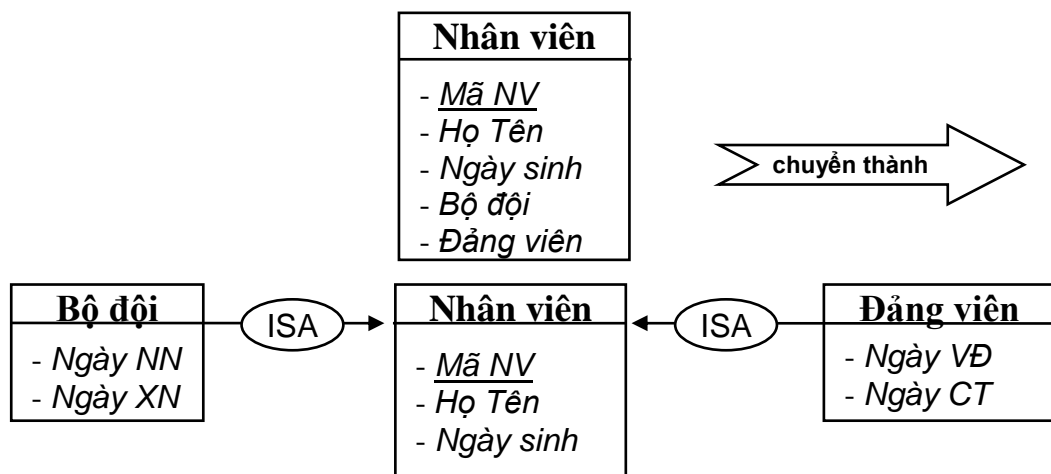 Nhân viên
- Mã NV
- Họ Tên
- Ngày sinh
- Bộ đội
- Đảng viên
chuyển thành
Bộ đội
- Ngày NN
- Ngày XN
ISA
Nhân viên
- Mã NV
- Họ Tên
- Ngày sinh
ISA
Đảng viên
- Ngày VĐ
- Ngày CT